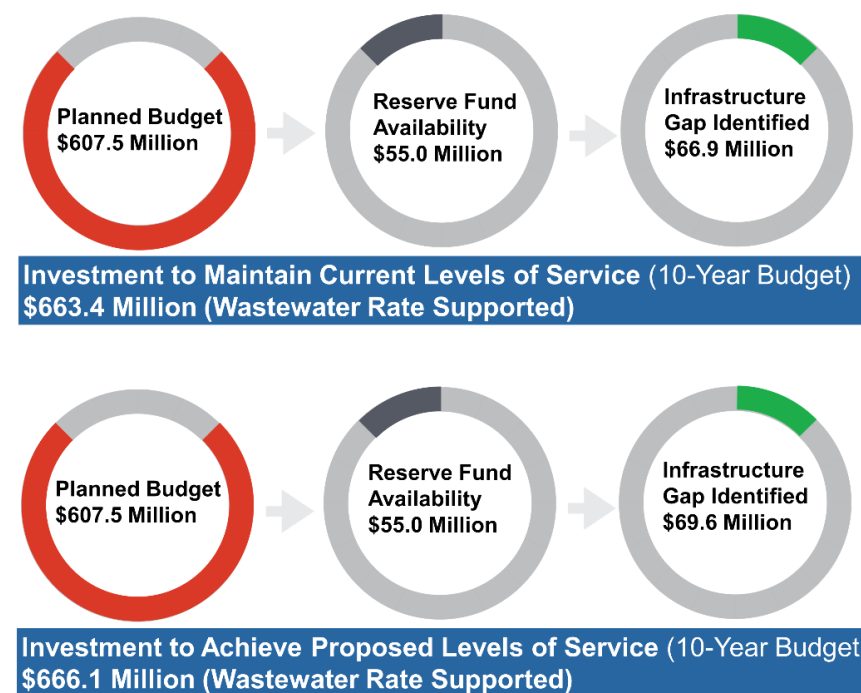 Planned Budget
$607.5 Million
Reserve Fund
Availability
$55.0 Million
Infrastructure
Gap Identified
$66.9 Million
Investment to Maintain Current Levels of Service (10-Year Budget)
$663.4 Million (Wastewater Rate Supported)
Planned Budget
$607.5 Million
Reserve Fund
Availability
$55.0 Million
Infrastructure
Gap Identified
$69.6 Million
Investment to Achieve Proposed Levels of Service (10-Year Budget
$666.1 Million (Wastewater Rate Supported)